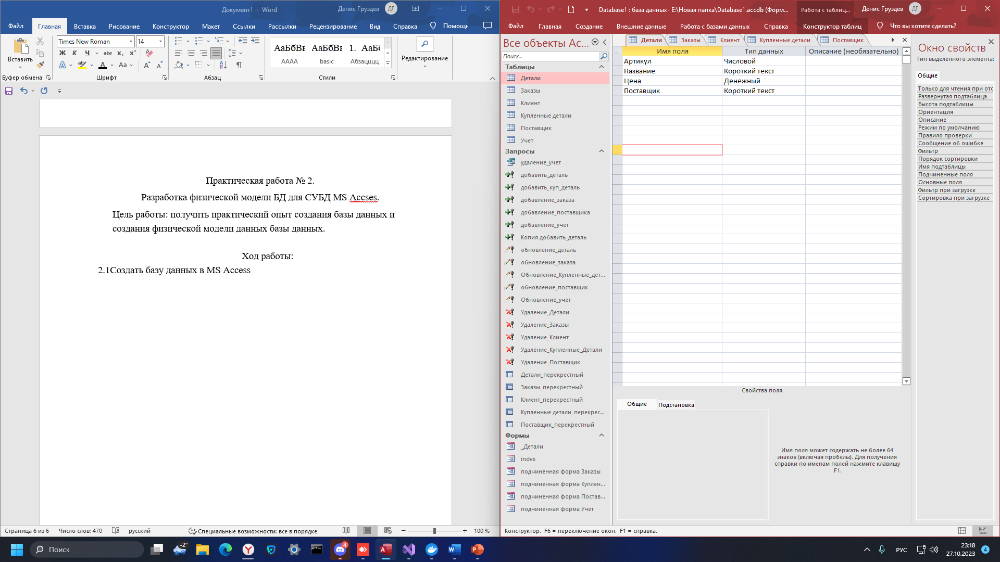 Документ1 - Word
Денис Груздев
ДГ
Файл
Главная
Вставка
Рисование
Конструктор
Макет
Ссылки
Рассылки
Рецензирование
Вид
Справка
Помощн
Вставить
Times New Roman
14
Ж К Ч abc x₂ x²
А Aa A A
АаБбВв АаБбВв 1. АаБб
АААА basic Абзацццц
Редактирование
Буфер обмена
Шрифт
Абзац
Стили
Практическая работа № 2.
Разработка физической модели БД для СУБД MS Accses.
Цель работы: получить практический опыт создания базы данных и
создания физической модели данных базы данных.
Ход работы:
2.1Создать базу данных в MS Access
Страница 6 из 6
Число слов: 470
русский
Специальные возможности: все в порядке
100 %
Database1 : база данных- E:\Новая папка\Database1.accdb (Форм...
Работа с таблиц...
Денис Груздев
ДГ
Файл
Главная
Создание
Внешние данные
Работа с базами данных
Справка
Конструктор таблиц
Что вы хотите сделать?
Все объекты Ac...
Поиск...
Таблицы
Детали
Заказы
Клиент
Купленные детали
Поставщик
Учет
Запросы
удаление_учет
добавить_деталь
добавить_куп_деталь
добавление_заказа
добавление_поставщика
добавление_учет
Копия добавить_деталь
обновление_деталь
обновление_заказа
Обновление_Купленные_дет...
обновление_поставщик
Обновление_учет
Удаление_Детали
Удаление_Заказы
Удаление_Клиент
Удаление_Купленные_Детали
Удаление_Поставщик
Детали_перекрестный
Заказы_перекрестный
Клиент_перекрестный
Купленные детали_перекрес...
Поставщик_перекрестный
Формы
_Детали
index
подчиненная форма Заказы
подчиненная форма Куплен...
подчиненная форма Постав...
подчиненная форма Учет
Детали
Заказы
Клиент
Купленные детали
Поставщик
Имя поля Тип данных Описание (необязательно)
Артикул Числовой
Название Короткий текст
Цена Денежный
Поставщик Короткий текст
Свойства поля
Общие
Подстановка
Имя поля может содержать не более 64
знаков (включая пробелы). Для получения
справки по именам полей нажмите клавишу
F1.
Окно свойств
Тип выделенного элемента:
Общие
Только для чтения при отс
Развернутая подтаблица
Высота подтаблицы
Ориентация
Описание
Режим по умолчанию
Правило проверки
Сообщение об ошибке
Фильтр
Порядок сортировки
Имя подтаблицы
Подчиненные поля
Основные поля
Фильтр при загрузке
Сортировка при загрузке
Конструктор. F6 = переключение окон. F1 = справка.
Поиск
-2°
4
РУС
23:18
27.10.2023
4